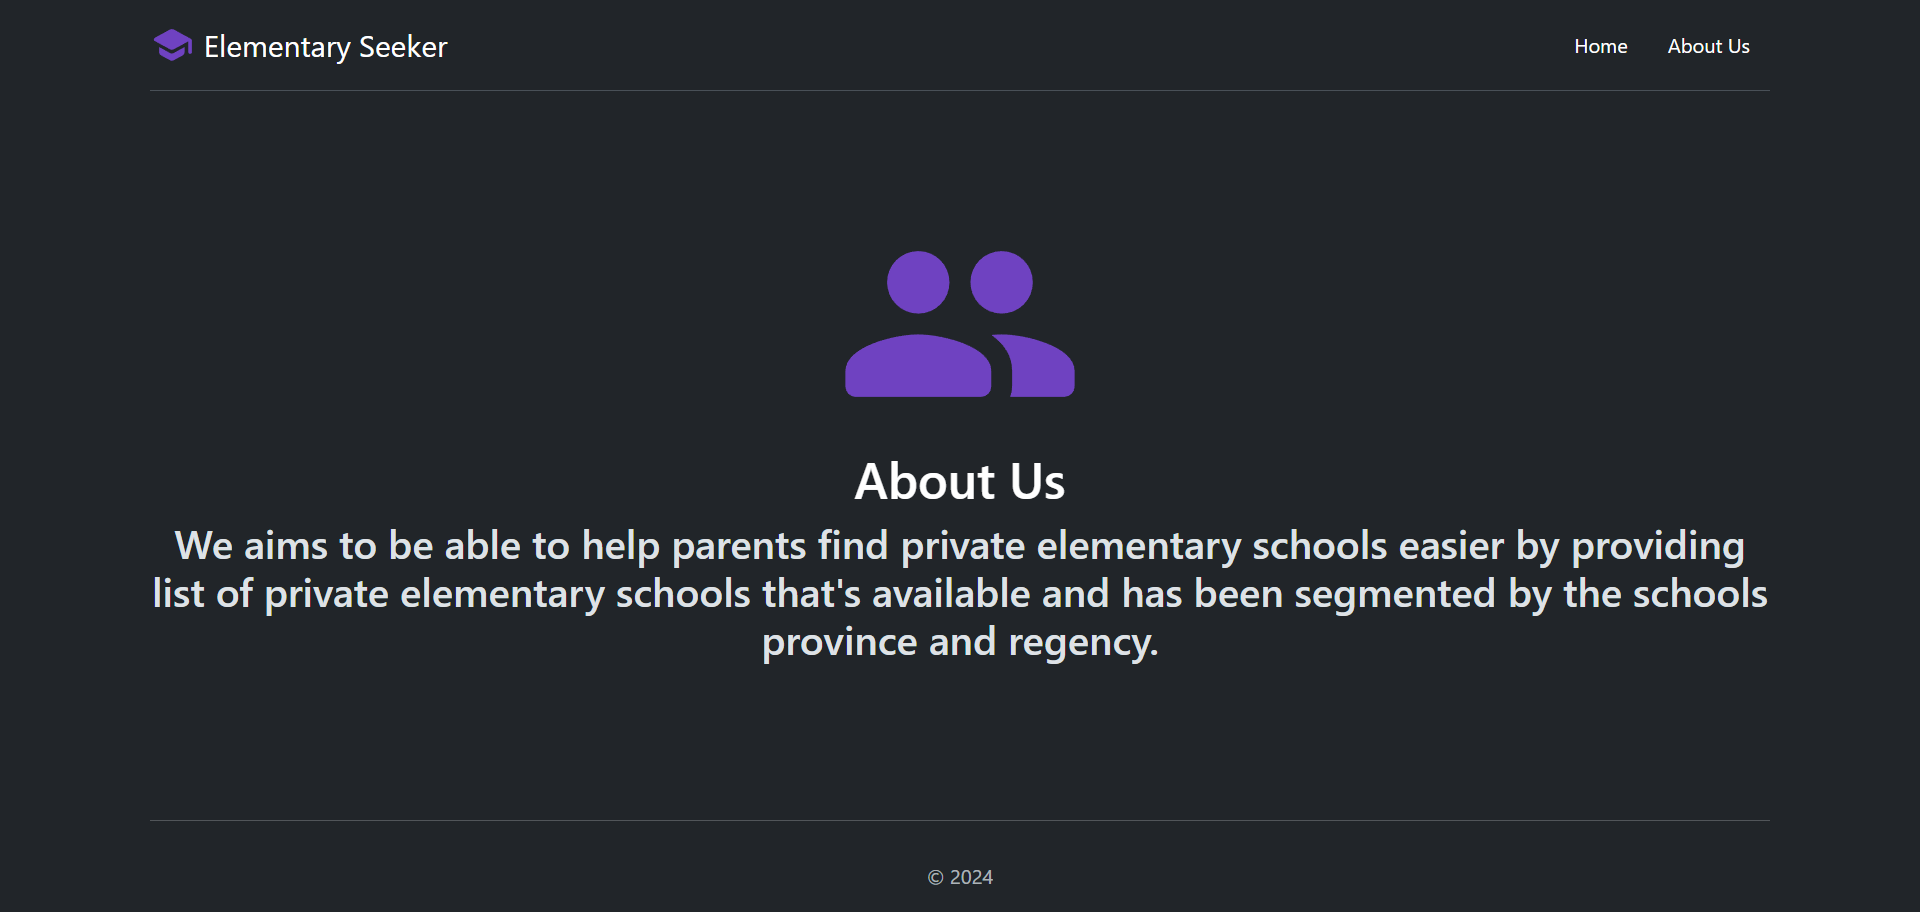 Elementary Seeker
Home
About Us
About Us
We aims to be able to help parents find private elementary schools easier by providing
list of private elementary schools that's available and has been segmented by the schools
province and regency.
© 2024